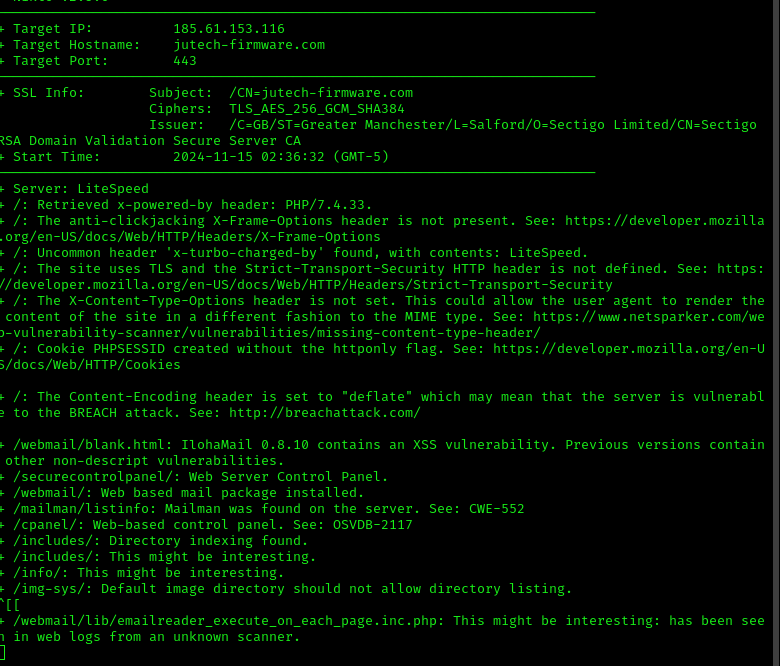 + Target IP:          185.61.153.116
+ Target Hostname:    jutech-firmware.com
+ Target Port:        443
+ SSL Info:        Subject:  /CN=jutech-firmware.com
                   Ciphers:  TLS_AES_256_GCM_SHA384
                   Issuer:   /C=GB/ST=Greater Manchester/L=Salford/O=Sectigo Limited/CN=Sectigo
RSA Domain Validation Secure Server CA
+ Start Time:         2024-11-15 02:36:32 (GMT-5)
+ Server: LiteSpeed
+ /: Retrieved x-powered-by header: PHP/7.4.33.
+ /: The anti-clickjacking X-Frame-Options header is not present. See: https://developer.mozilla
.org/en-US/docs/Web/HTTP/Headers/X-Frame-Options
+ /: Uncommon header 'x-turbo-charged-by' found, with contents: LiteSpeed.
+ /: The site uses TLS and the Strict-Transport-Security HTTP header is not defined. See: https:
//developer.mozilla.org/en-US/docs/Web/HTTP/Headers/Strict-Transport-Security
+ /: The X-Content-Type-Options header is not set. This could allow the user agent to render the
 content of the site in a different fashion to the MIME type. See: https://www.netsparker.com/we
b-vulnerability-scanner/vulnerabilities/missing-content-type-header/
+ /: Cookie PHPSESSID created without the httponly flag. See: https://developer.mozilla.org/en-U
S/docs/Web/HTTP/Cookies
+ /: The Content-Encoding header is set to "deflate" which may mean that the server is vulnerabl
e to the BREACH attack. See: http://breachattack.com/
+ /webmail/blank.html: IlohaMail 0.8.10 contains an XSS vulnerability. Previous versions contain
 other non-descript vulnerabilities.
+ /securecontrolpanel/: Web Server Control Panel.
+ /webmail/: Web based mail package installed.
+ /mailman/listinfo: Mailman was found on the server. See: CWE-552
+ /cpanel/: Web-based control panel. See: OSVDB-2117
+ /includes/: Directory indexing found.
+ /includes/: This might be interesting.
+ /info/: This might be interesting.
+ /img-sys/: Default image directory should not allow directory listing.
^[[
+ /webmail/lib/emailreader_execute_on_each_page.inc.php: This might be interesting: has been see
n in web logs from an unknown scanner.